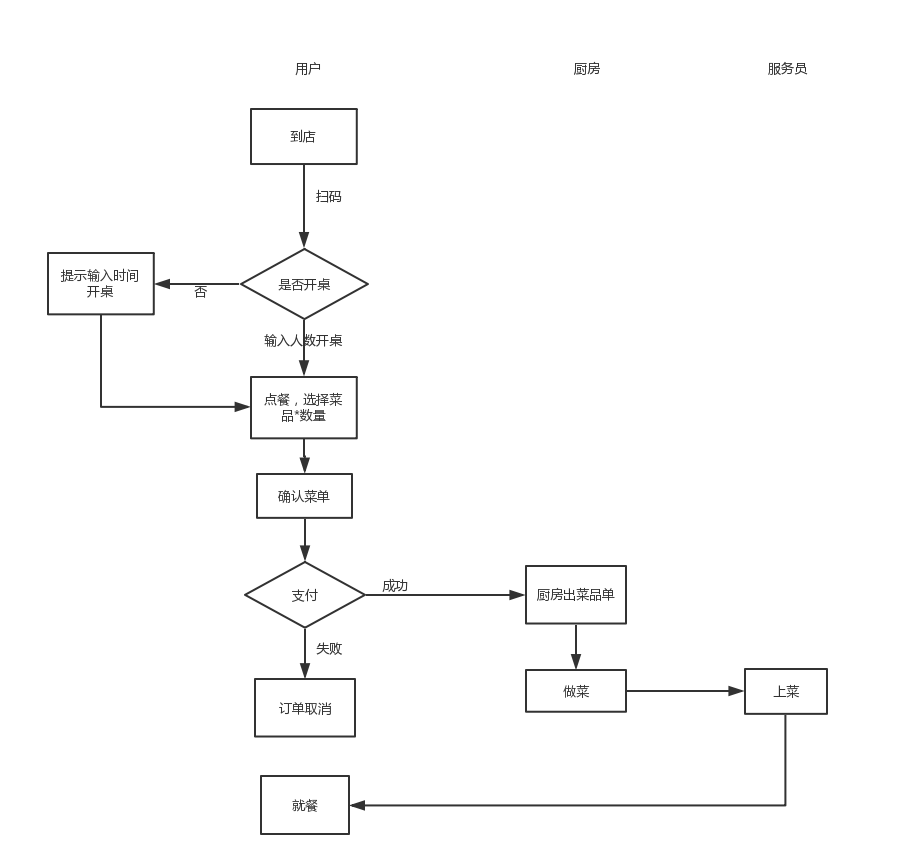 用户
厨房
服务员
到店
扫码
是否开桌
否
提示输入时间
开桌
输入人数开桌
点餐，选择菜
品*数量
确认菜单
支付
成功
失败
厨房出菜品单
订单取消
做菜
上菜
就餐